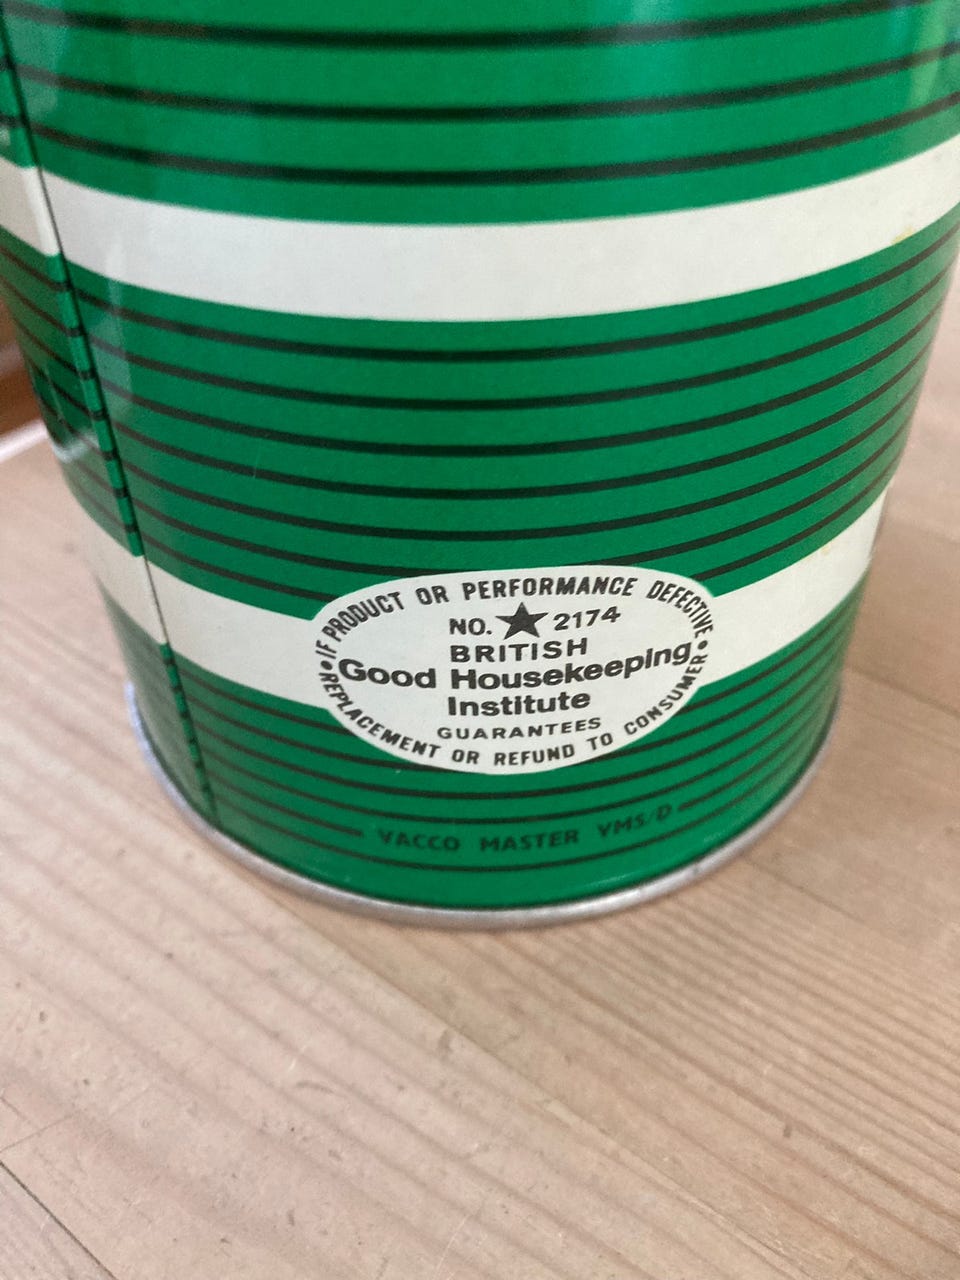 • IF PRODUCT OR PERFORMANCE DEFECTIVE •
NO. ★ 2174
BRITISH
Good Housekeeping
Institute
GUARANTEES
REPLACEMENT OR REFUND TO CONSUMER
VACCO MASTER VMS/D